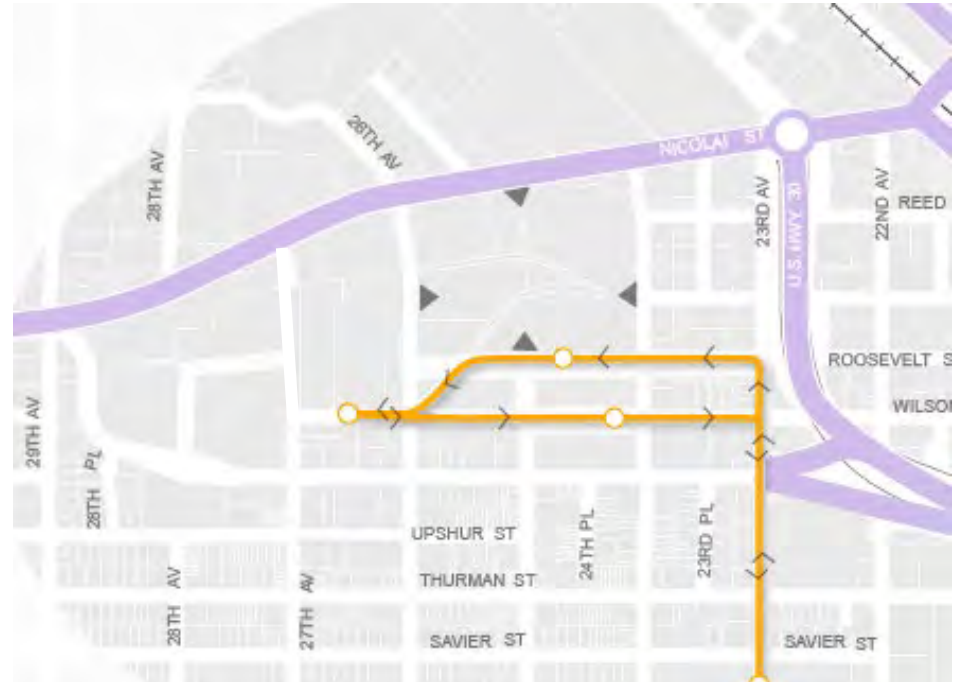 NICOLAI ST
26TH AV
28TH AV
23RD AV
U.S. HWY. 30
22ND AV
REED
ROOSEVELT S
WILSON
29TH AV
28TH PL
UPSHUR ST
24TH PL
23RD PL
THURMAN ST
28TH AV
27TH AV
SAVIER ST
SAVIER ST